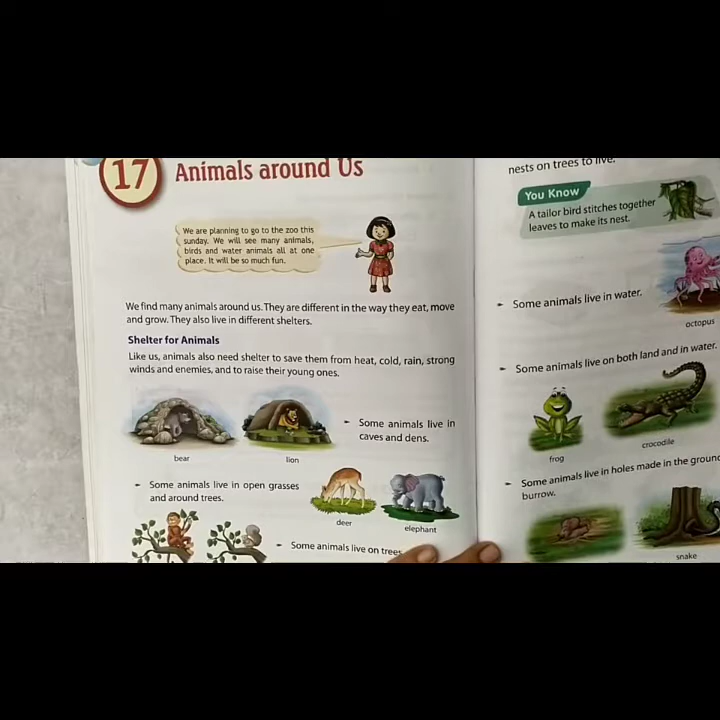 17
Animals around Us
We are planning to go to the zoo this
sunday. We will see many animals,
birds and water animals all at one
place. It will be so much fun.
We find many animals around us. They are different in the way they eat, move
and grow. They also live in different shelters.
Shelter for Animals
Like us, animals also need shelter to save them from heat, cold, rain, strong
winds and enemies, and to raise their young ones.
Some animals live in
caves and dens.
bear
lion
Some animals live in open grasses
and around trees.
deer
elephant
Some animals live on trees
nests on trees to live.
You Know
A tailor bird stitches together
leaves to make its nest.
Some animals live in water.
octopus
Some animals live on both land and in water.
frog
crocodile
Some animals live in holes made in the ground
burrow.
snake